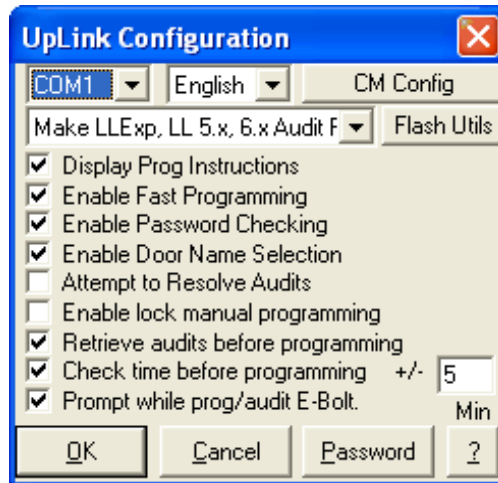 UpLink Configuration
COM1 English CM Config
Make LLExp, LL 5.x, 6.x Audit F Flash Utils
Display Prog Instructions
Enable Fast Programming
Enable Password Checking
Enable Door Name Selection
Attempt to Resolve Audits
Enable lock manual programming
Retrieve audits before programming
Check time before programming +/- 5
Prompt while prog/audit E-Bolt. Min
OK Cancel Password ?